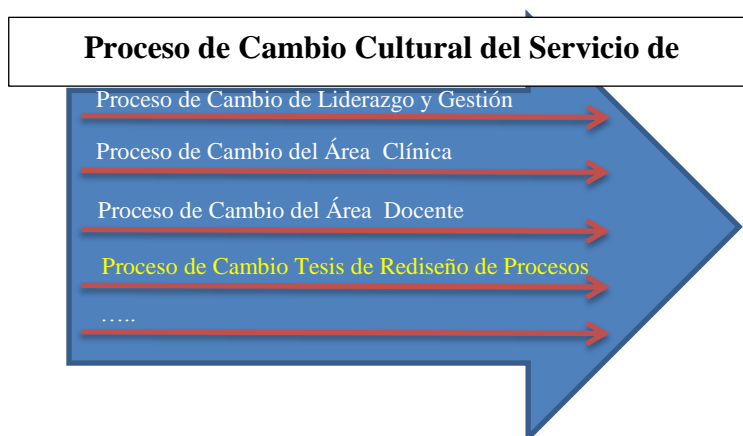 Proceso de Cambio Cultural del Servicio de
Proceso de Cambio de Liderazgo y Gestión
Proceso de Cambio del Área Clínica
Proceso de Cambio del Área Docente
Proceso de Cambio Tesis de Rediseño de Procesos
…..